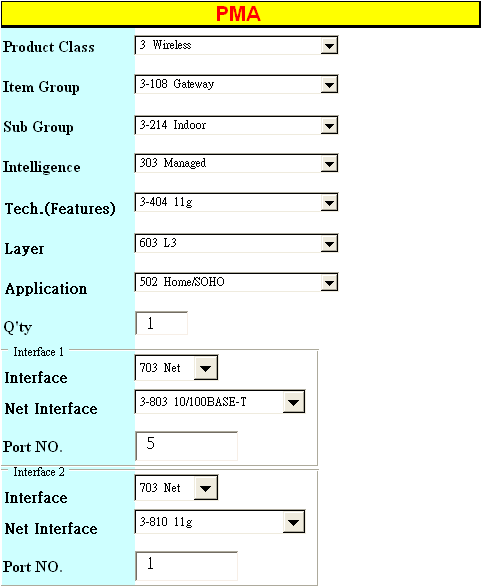 PMA
Product Class 3 Wireless
Item Group 3-108 Gateway
Sub Group 3-214 Indoor
Intelligence 303 Managed
Tech.(Features) 3-404 11g
Layer 603 L3
Application 502 Home/SOHO
Q'ty 1
Interface 1
Interface 703 Net
Net Interface 3-803 10/100BASE-T
Port NO. 5
Interface 2
Interface 703 Net
Net Interface 3-810 11g
Port NO. 1